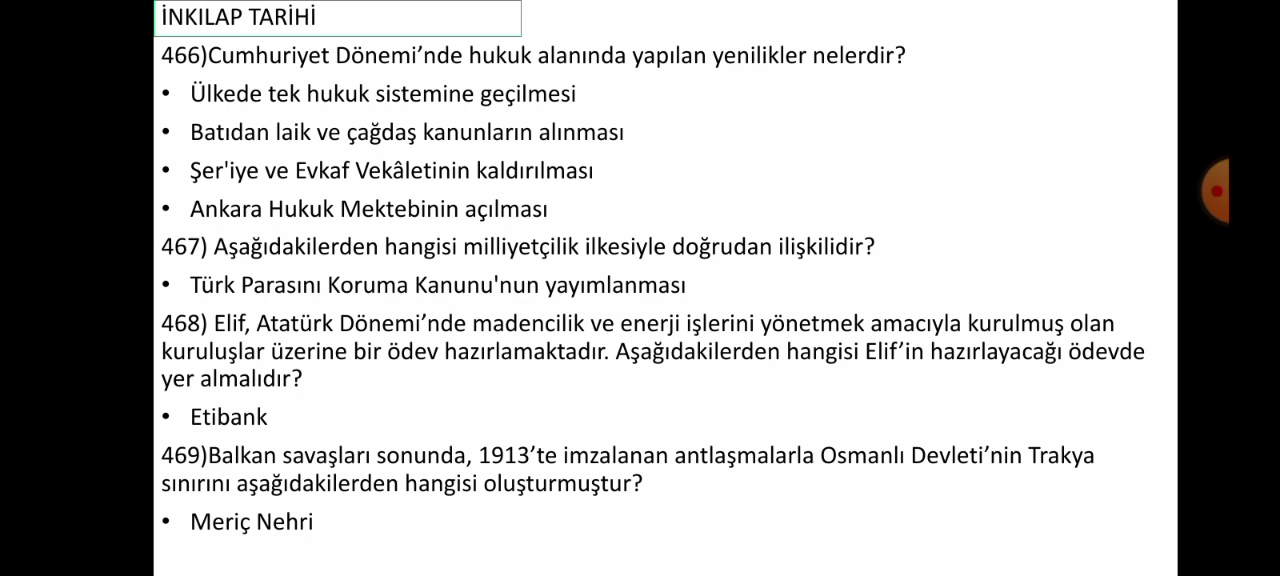 İNKILAP TARİHİ
466)Cumhuriyet Dönemi’nde hukuk alanında yapılan yenilikler nelerdir?
• Ülkede tek hukuk sistemine geçilmesi
• Batıdan laik ve çağdaş kanunların alınması
• Şer'iye ve Evkaf Vekâletinin kaldırılması
• Ankara Hukuk Mektebinin açılması
467) Aşağıdakilerden hangisi milliyetçilik ilkesiyle doğrudan ilişkilidir?
• Türk Parasını Koruma Kanunu'nun yayımlanması
468) Elif, Atatürk Dönemi’nde madencilik ve enerji işlerini yönetmek amacıyla kurulmuş olan
kuruluşlar üzerine bir ödev hazırlamaktadır. Aşağıdakilerden hangisi Elif’in hazırlayacağı ödevde
yer almalıdır?
• Etibank
469)Balkan savaşları sonunda, 1913’te imzalanan antlaşmalarla Osmanlı Devleti’nin Trakya
sınırını aşağıdakilerden hangisi oluşturmuştur?
• Meriç Nehri